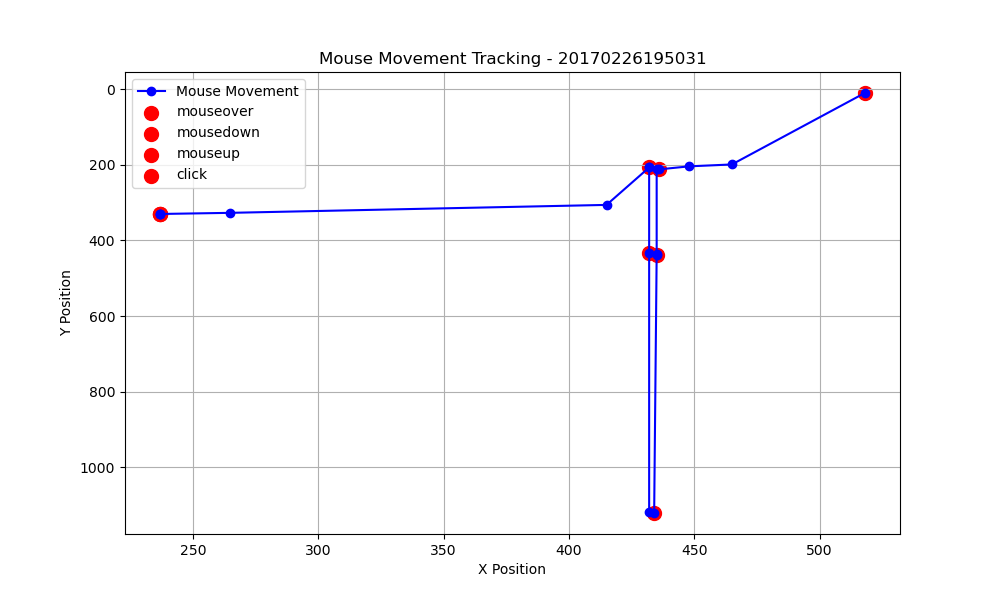 Mouse Movement Tracking - 20170226195031
Mouse Movement
mouseover
mousedown
mouseup
click
0
200
400
600
800
1000
Y Position
250
300
350
400
450
500
X Position